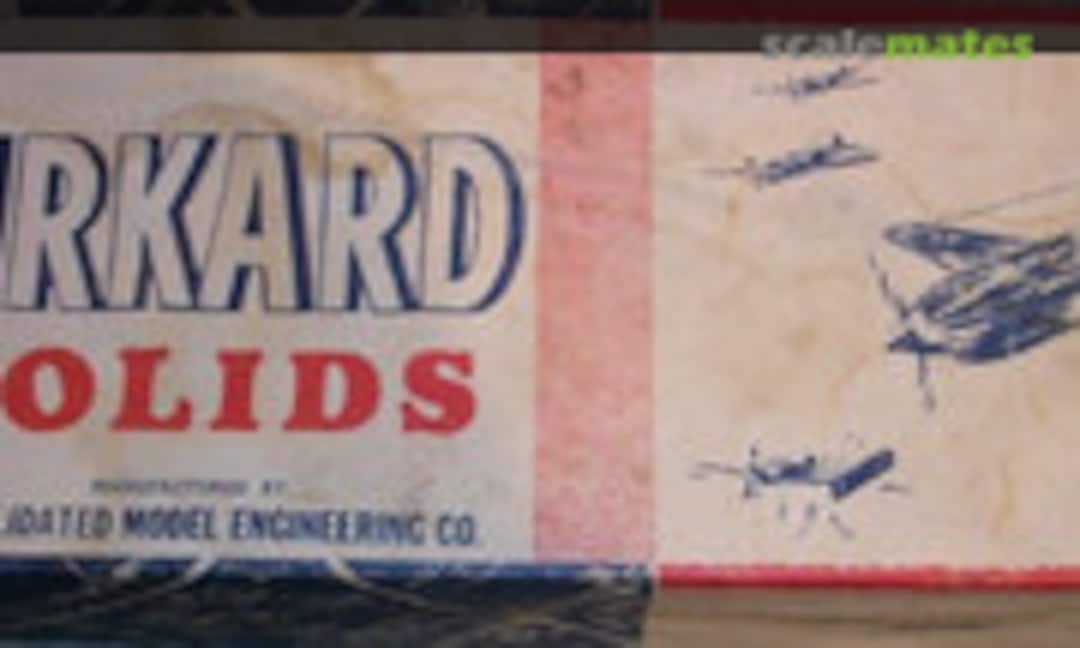 scalemates
RKARD
OLIDS
MANUFACTURED BY
IDATED MODEL ENGINEERING CO.